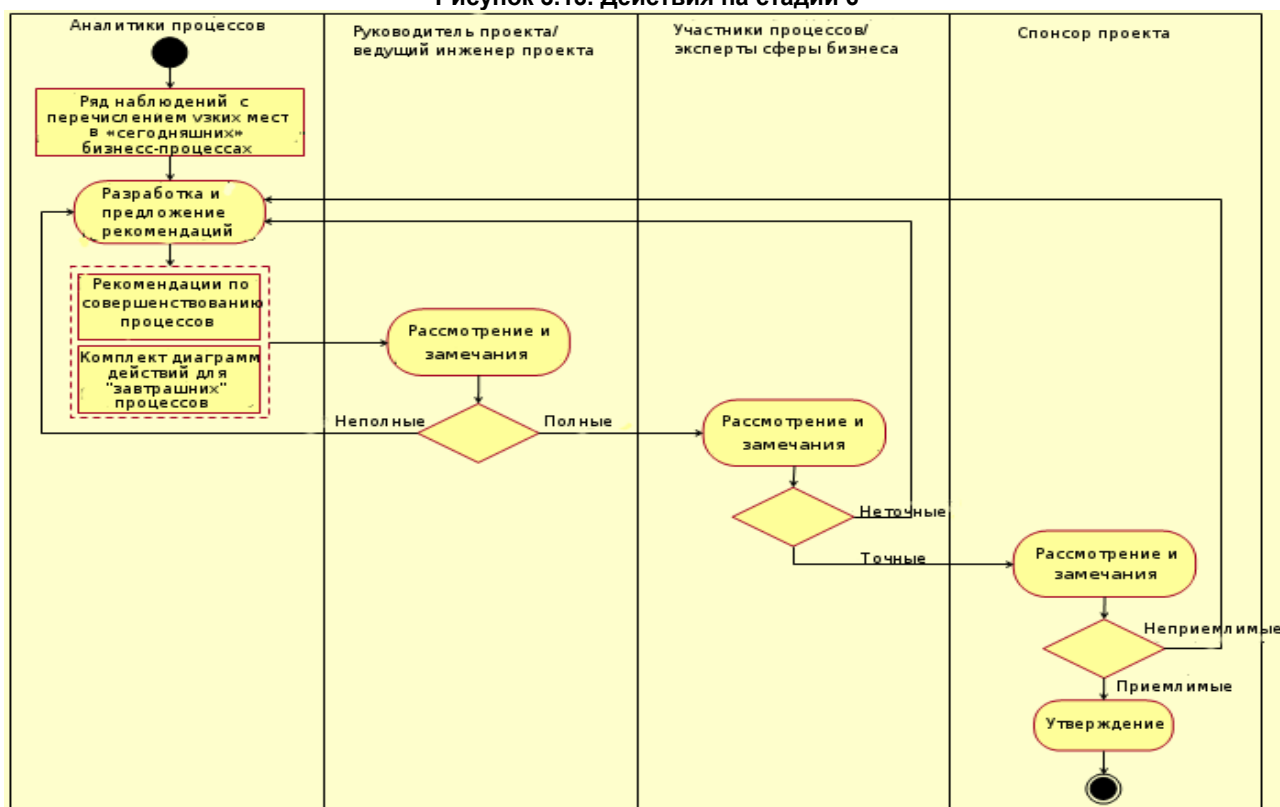 Рисунок 3.13. Действия на стадии 3
Аналитики процессов
Руководитель проекта/
ведущий инженер проекта
Участники процессов/
эксперты сферы бизнеса
Спонсор проекта
Ряд наблюдений с
перечислением узких мест
в «сегодняшних»
бизнесс-процессах
Разработка и
предложение
рекомендаций
Рекомендации по
совершенствованию
процессов
Комплект диаграмм
действий для
"завтрашних"
процессов
Рассмотрение и
замечания
Неполные
Полные
Рассмотрение и
замечания
Неточные
Точные
Рассмотрение и
замечания
Неприемлимые
Приемлимые
Утверждение